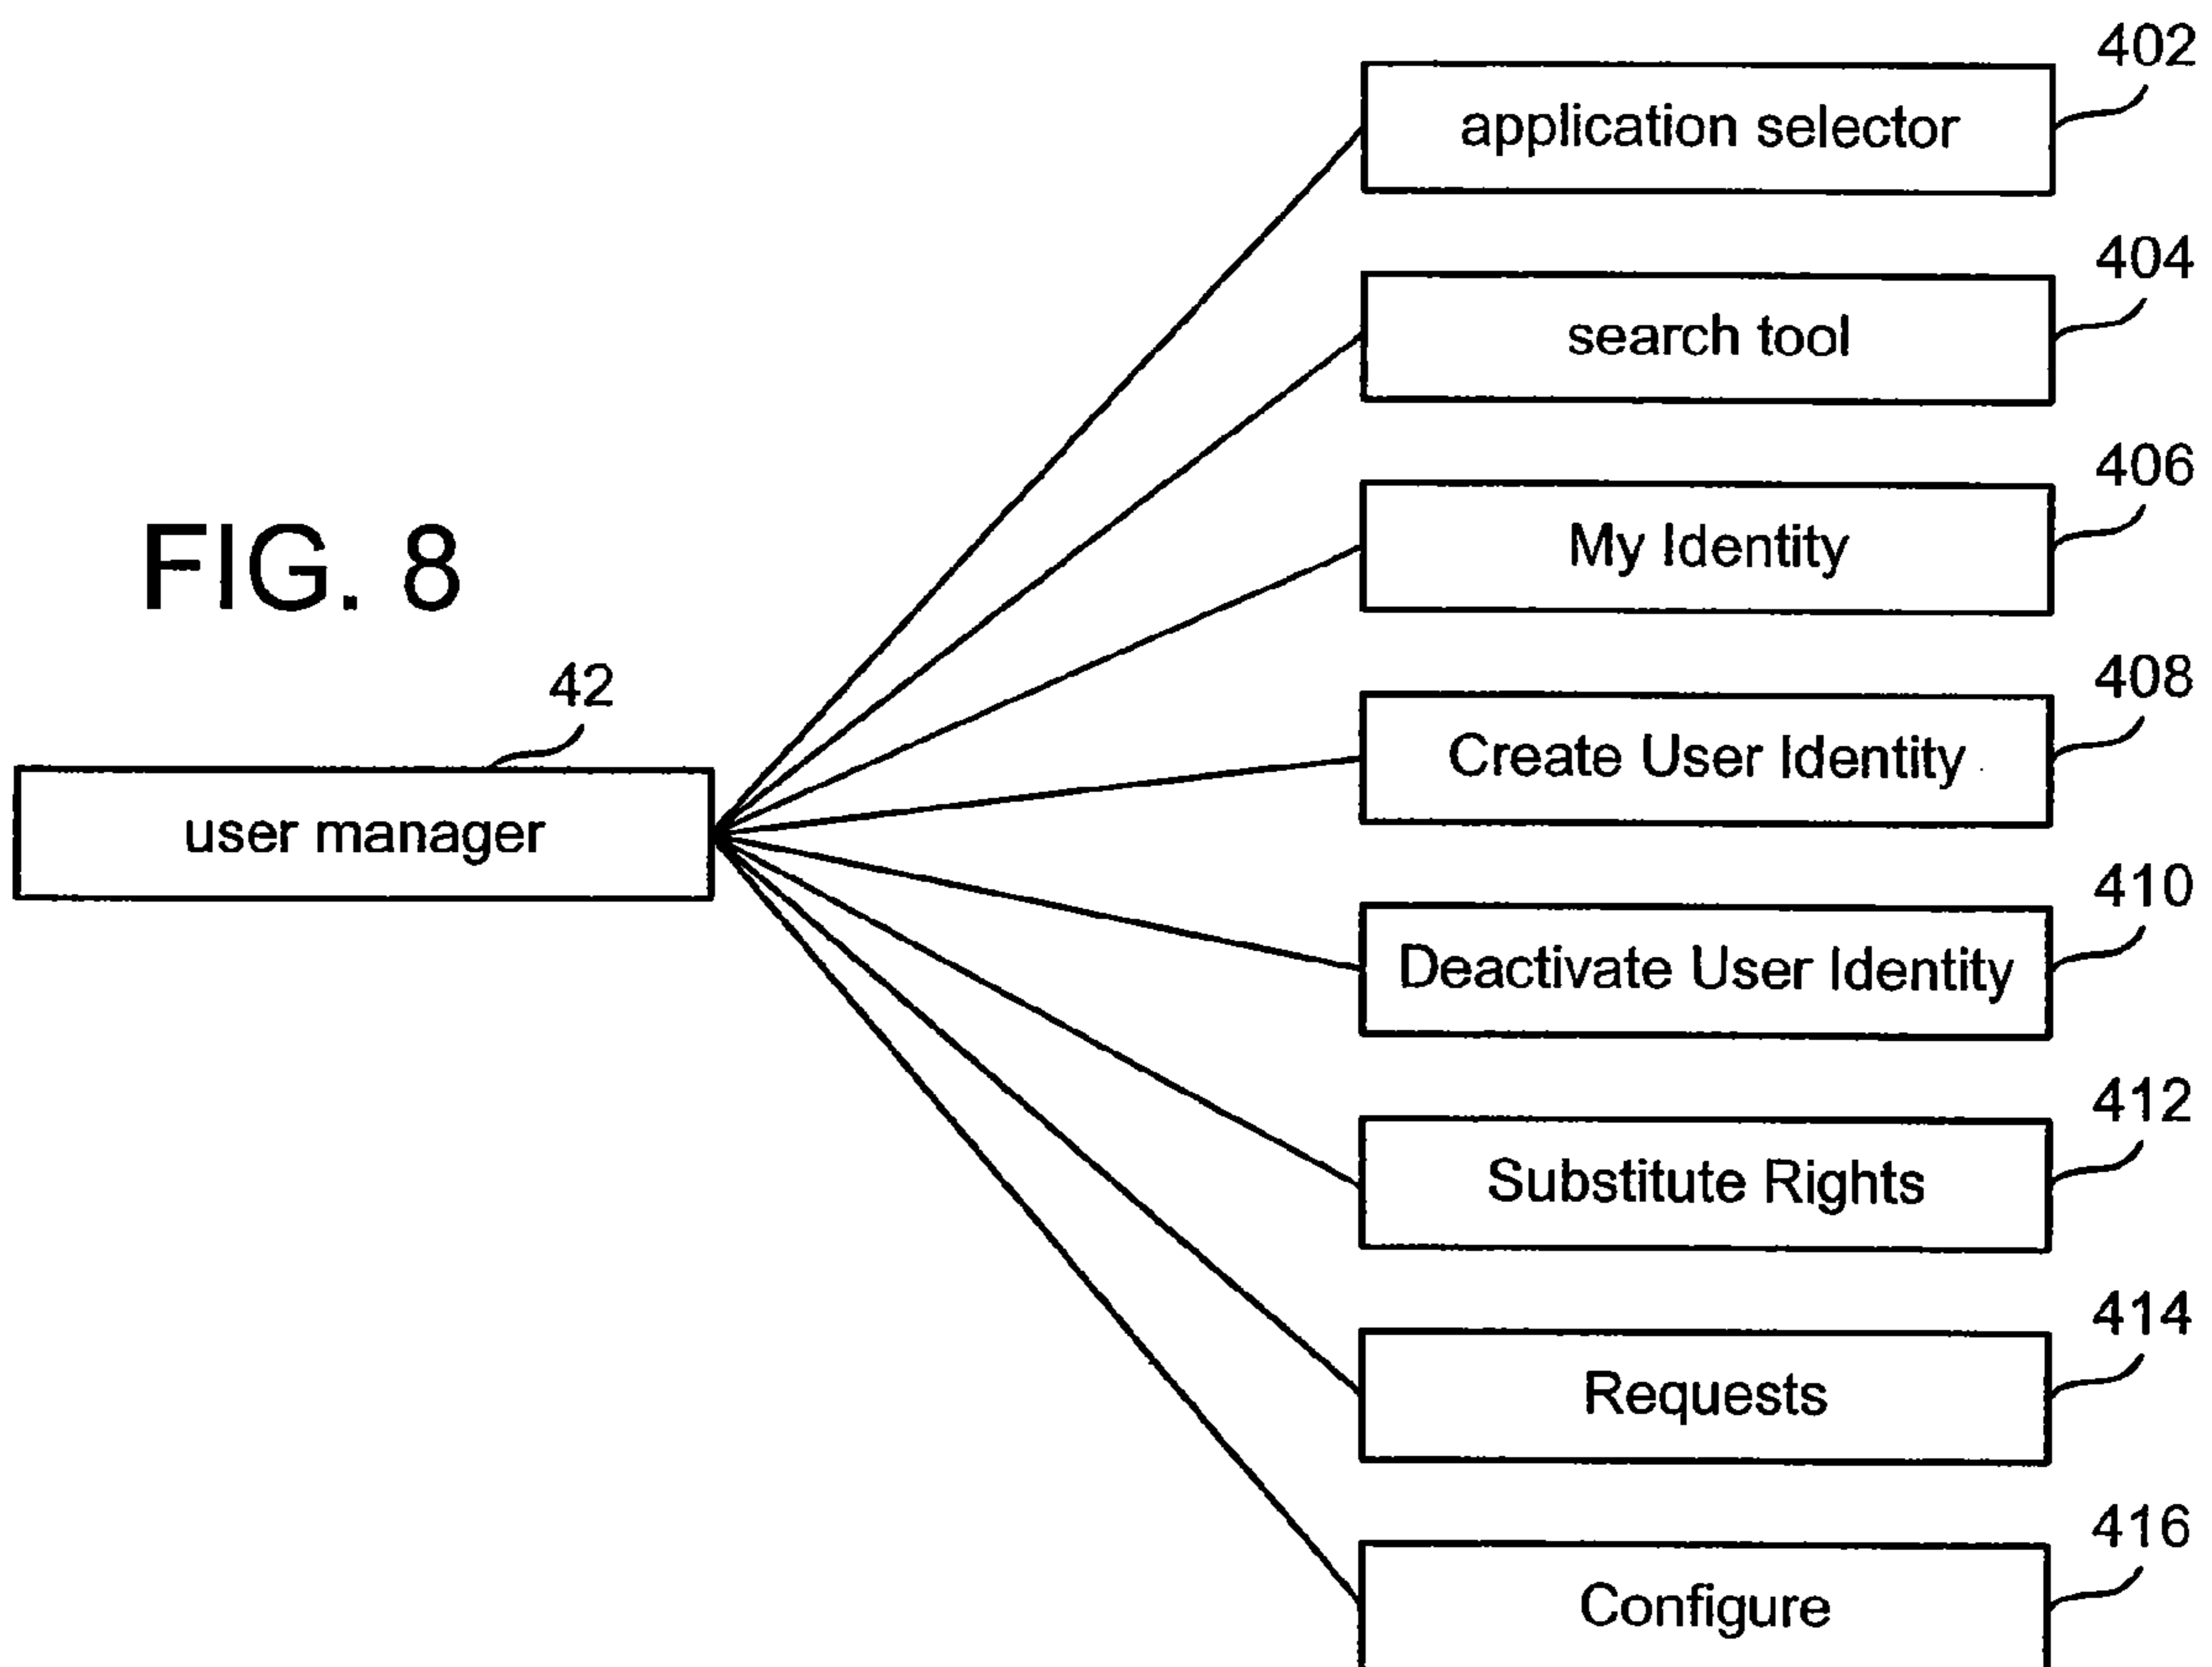 402
application selector
404
search tool
406
My Identity
FIG. 8
408
Create User Identity
42
user manager
410
Deactivate User Identity
412
Substitute Rights
414
Requests
416
Configure